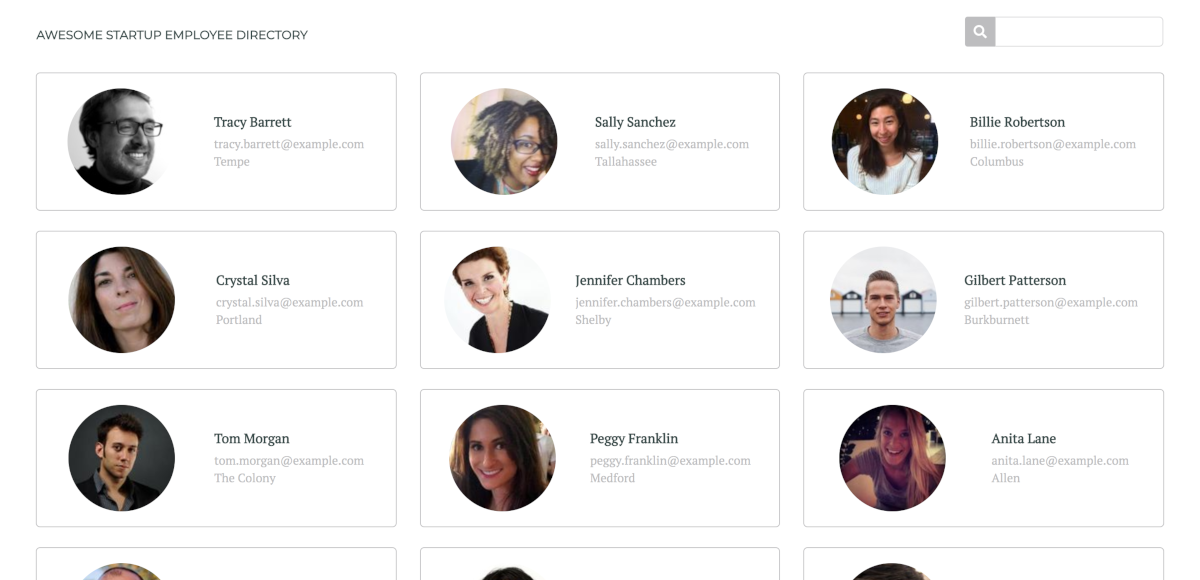 AWESOME STARTUP EMPLOYEE DIRECTORY
Tracy Barrett
tracy.barrett@example.com
Tempe
Sally Sanchez
sally.sanchez@example.com
Tallahassee
Billie Robertson
billie.robertson@example.com
Columbus
Crystal Silva
crystal.silva@example.com
Portland
Jennifer Chambers
jennifer.chambers@example.com
Shelby
Gilbert Patterson
gilbert.patterson@example.com
Burkburnett
Tom Morgan
tom.morgan@example.com
The Colony
Peggy Franklin
peggy.franklin@example.com
Medford
Anita Lane
anita.lane@example.com
Allen